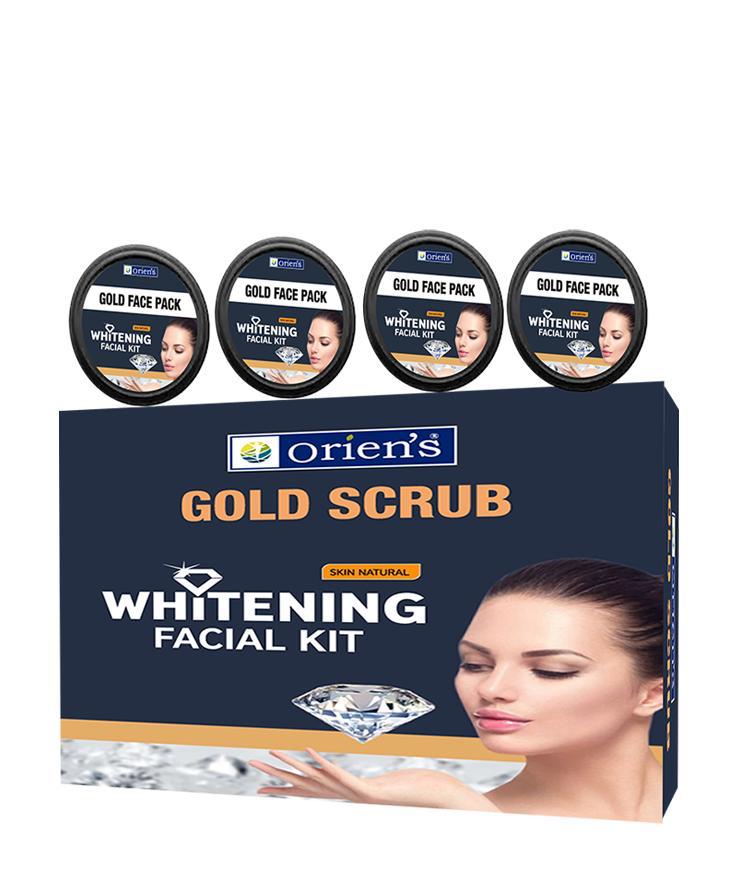 Orien's
GOLD FACE PACK
WHITENING
FACIAL KIT
Orien's
GOLD FACE PACK
WHITENING
FACIAL KIT
Orien's
GOLD FACE PACK
WHITENING
FACIAL KIT
Orien's
GOLD FACE PACK
WHITENING
FACIAL KIT
Orien's®
GOLD SCRUB
SKIN NATURAL
WHITENING
FACIAL KIT